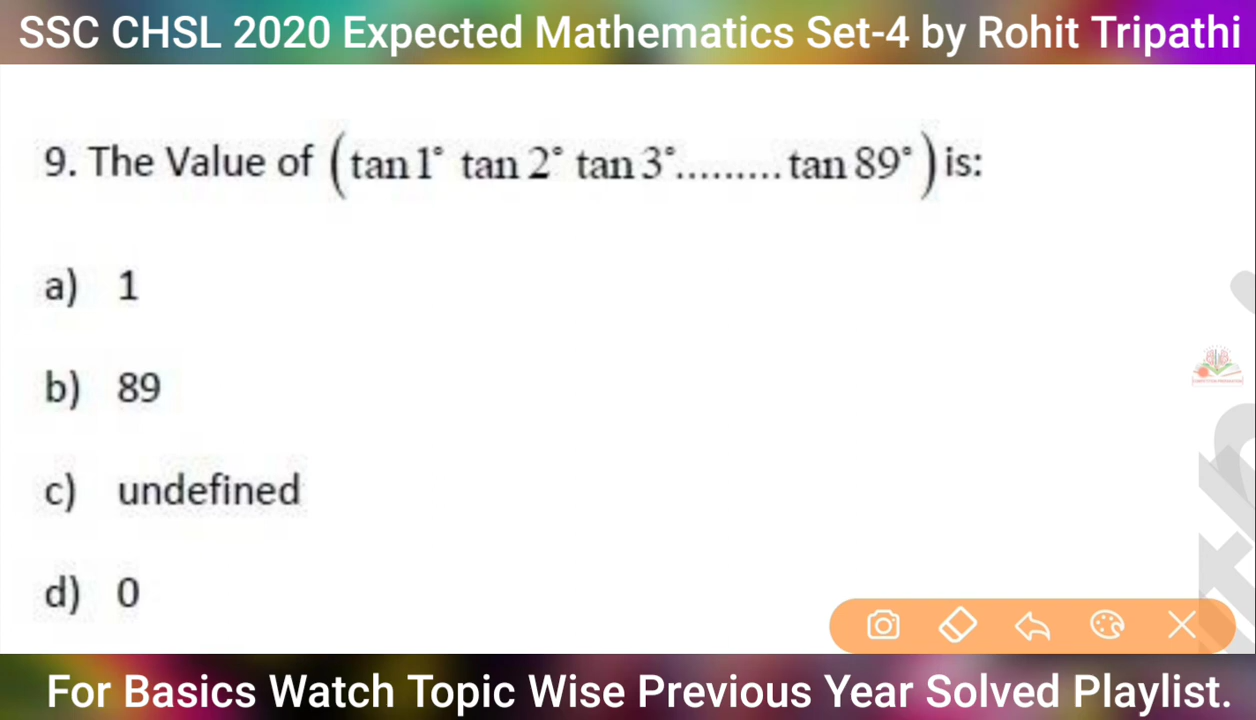 SSC CHSL 2020 Expected Mathematics Set-4 by Rohit Tripathi
9. The Value of (tan 1° tan 2° tan 3°.........tan 89°) is:
a) 1
b) 89
c) undefined
d) 0
For Basics Watch Topic Wise Previous Year Solved Playlist.